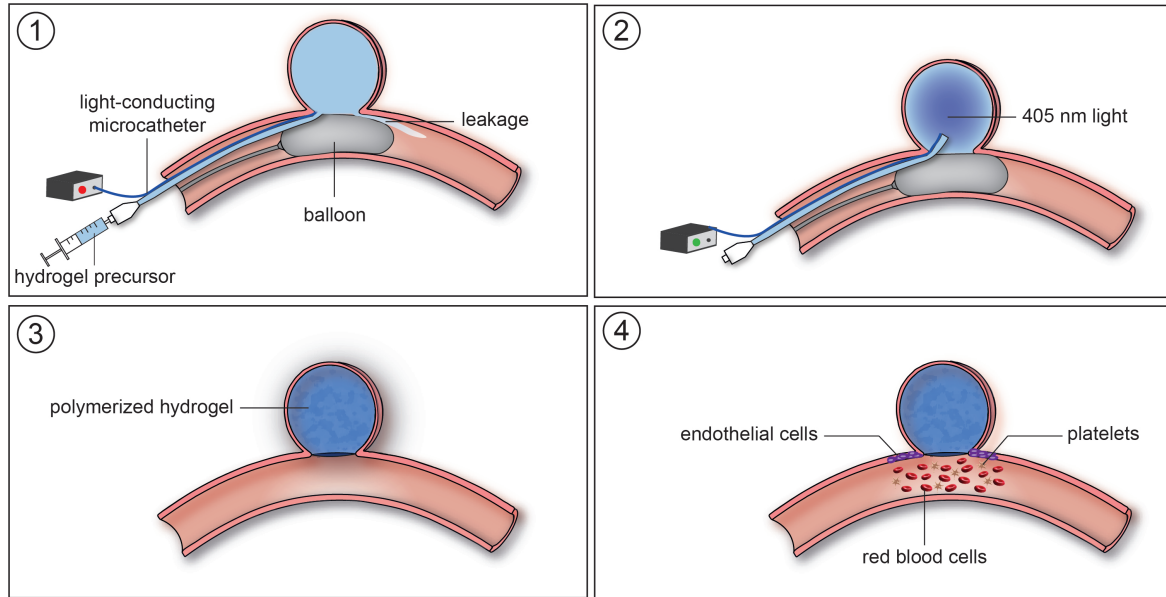 1
light-conducting
microcatheter
leakage
balloon
hydrogel precursor
2
405 nm light
3
polymerized hydrogel
4
endothelial cells
platelets
red blood cells